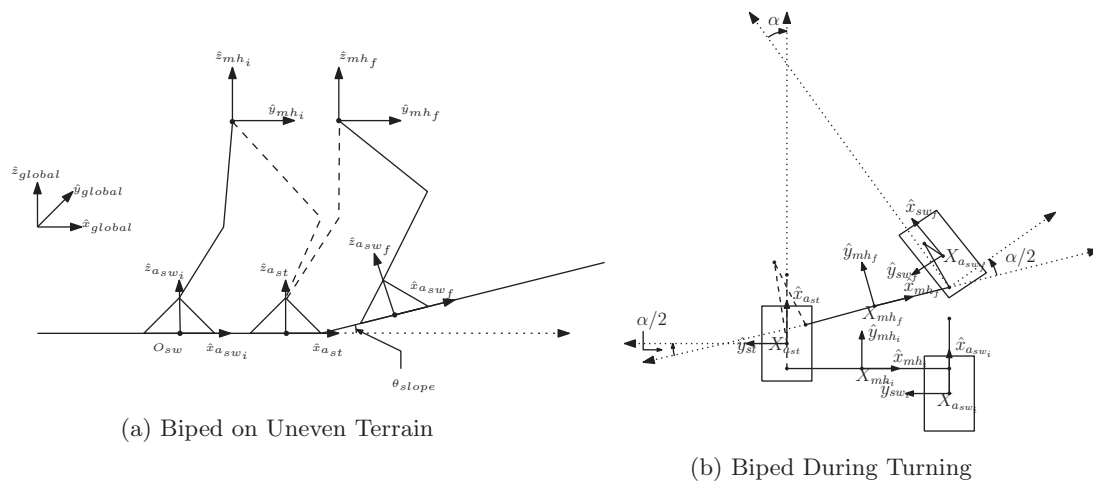 ẑ_{mh_i}
ẑ_{mh_f}
ŷ_{mh_i}
ŷ_{mh_f}
ẑ_{global}
ŷ_{global}
x̂_{global}
ẑ_{a_{sw_i}}
ẑ_{a_{st}}
ẑ_{a_{sw_f}}
x̂_{a_{sw_f}}
O_{sw}
x̂_{a_{sw_i}}
x̂_{a_{st}}
θ_{slope}
(a) Biped on Uneven Terrain
α
x̂_{sw_f}
X_{a_{sw_f}}
ŷ_{sw_f}
α/2
ŷ_{mh_f}
x̂_{mh_f}
X_{mh_f}
x̂_{a_{st}}
α/2
ŷ_{st}
X_{a_{st}}
ŷ_{mh_i}
x̂_{mh_i}
X_{mh_i}
x̂_{a_{sw_i}}
ŷ_{sw_i}
X_{a_{sw_i}}
(b) Biped During Turning